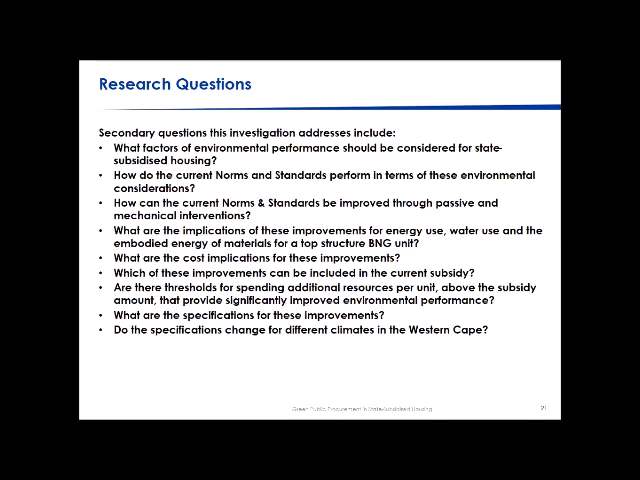 Research Questions
Secondary questions this investigation addresses include:
• What factors of environmental performance should be considered for state-
subsidised housing?
• How do the current Norms and Standards perform in terms of these environmental
considerations?
• How can the current Norms & Standards be improved through passive and
mechanical interventions?
• What are the implications of these improvements for energy use, water use and the
embodied energy of materials for a top structure BNG unit?
• What are the cost implications for these improvements?
• Which of these improvements can be included in the current subsidy?
• Are there thresholds for spending additional resources per unit, above the subsidy
amount, that provide significantly improved environmental performance?
• What are the specifications for these improvements?
• Do the specifications change for different climates in the Western Cape?
Green Public Procurement in State-Subsidised Housing
21